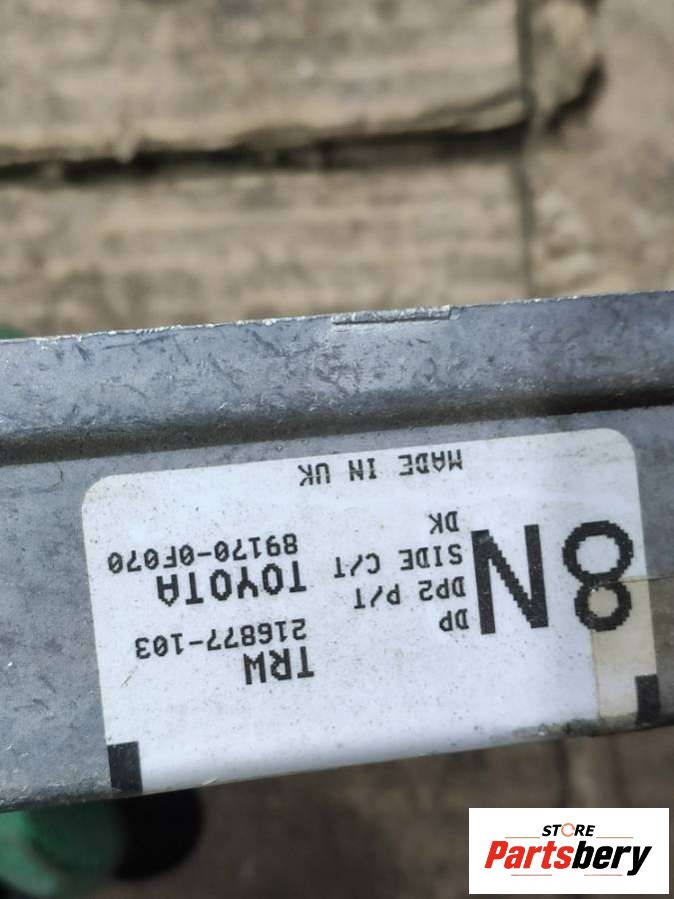 8N
DP
DP2 P/T
SIDE C/T
DK
TRW
216877-103
TOYOTA
89170-0F070
MADE IN UK
STORE
Partsbery